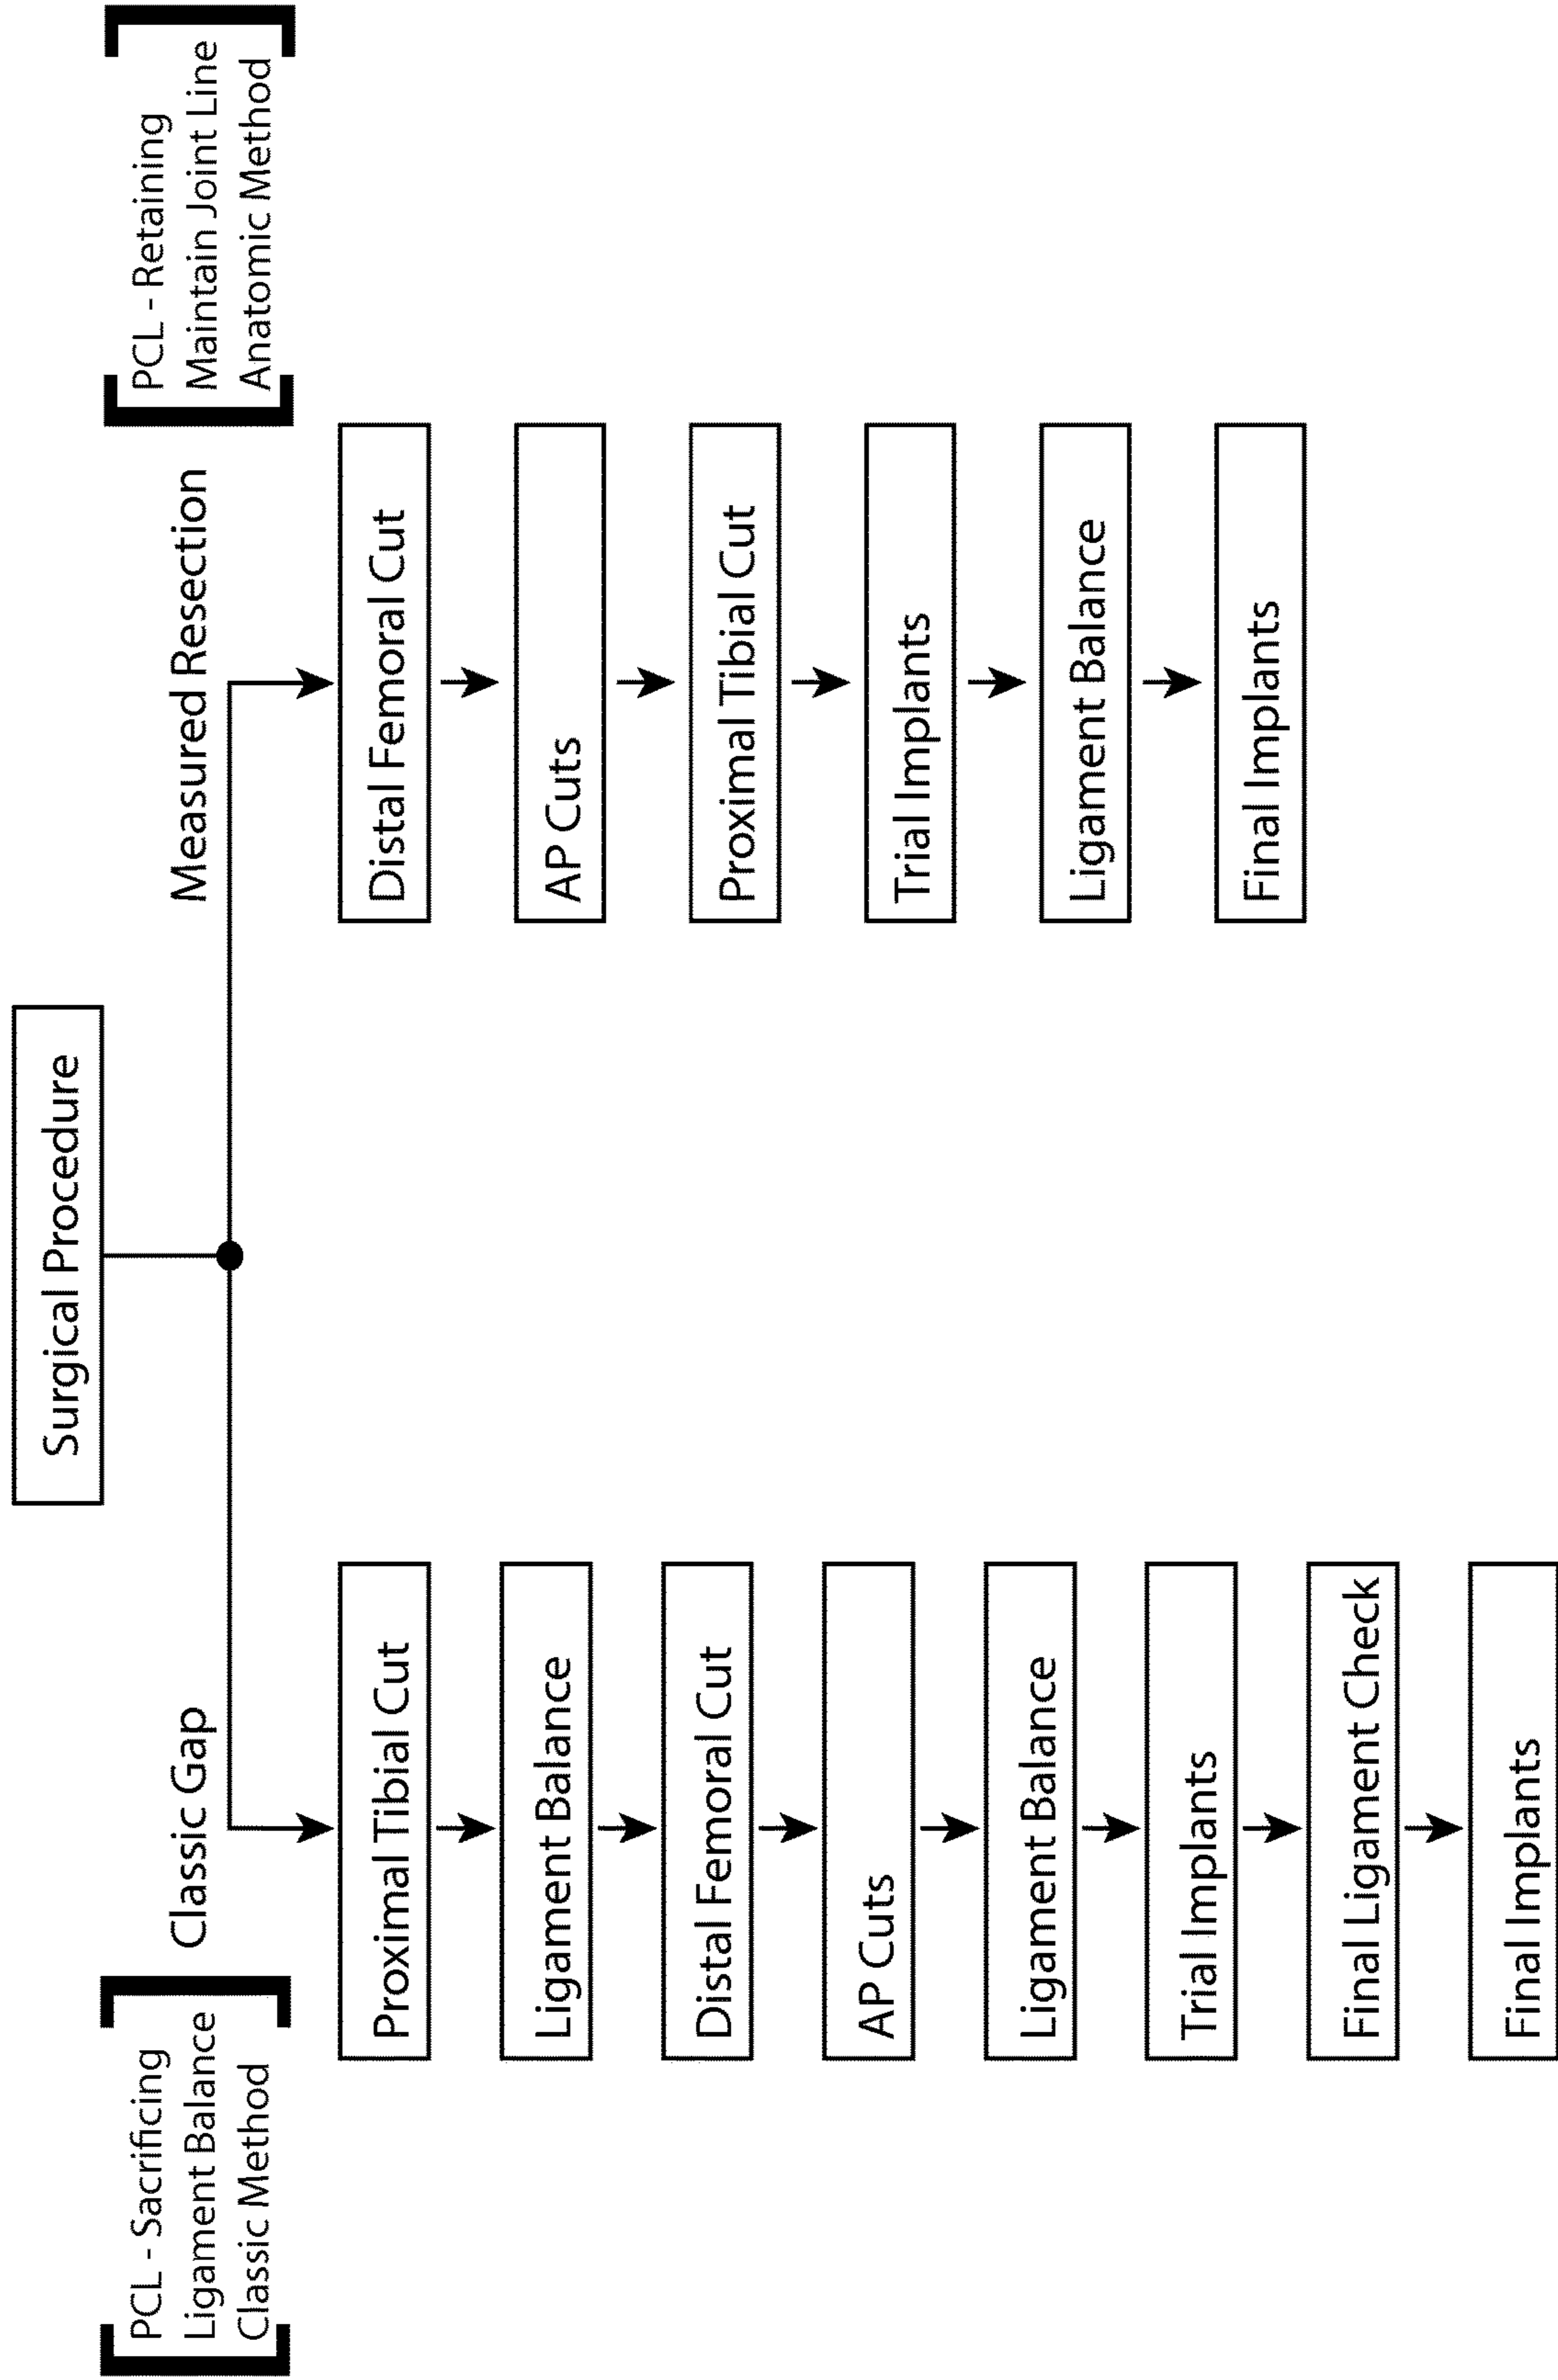 Surgical Procedure
PCL - Sacrificing
Ligament Balance
Classic Method
Classic Gap
Proximal Tibial Cut
Ligament Balance
Distal Femoral Cut
AP Cuts
Ligament Balance
Trial Implants
Final Ligament Check
Final Implants
Measured Resection
PCL - Retaining
Maintain Joint Line
Anatomic Method
Distal Femoral Cut
AP Cuts
Proximal Tibial Cut
Trial Implants
Ligament Balance
Final Implants